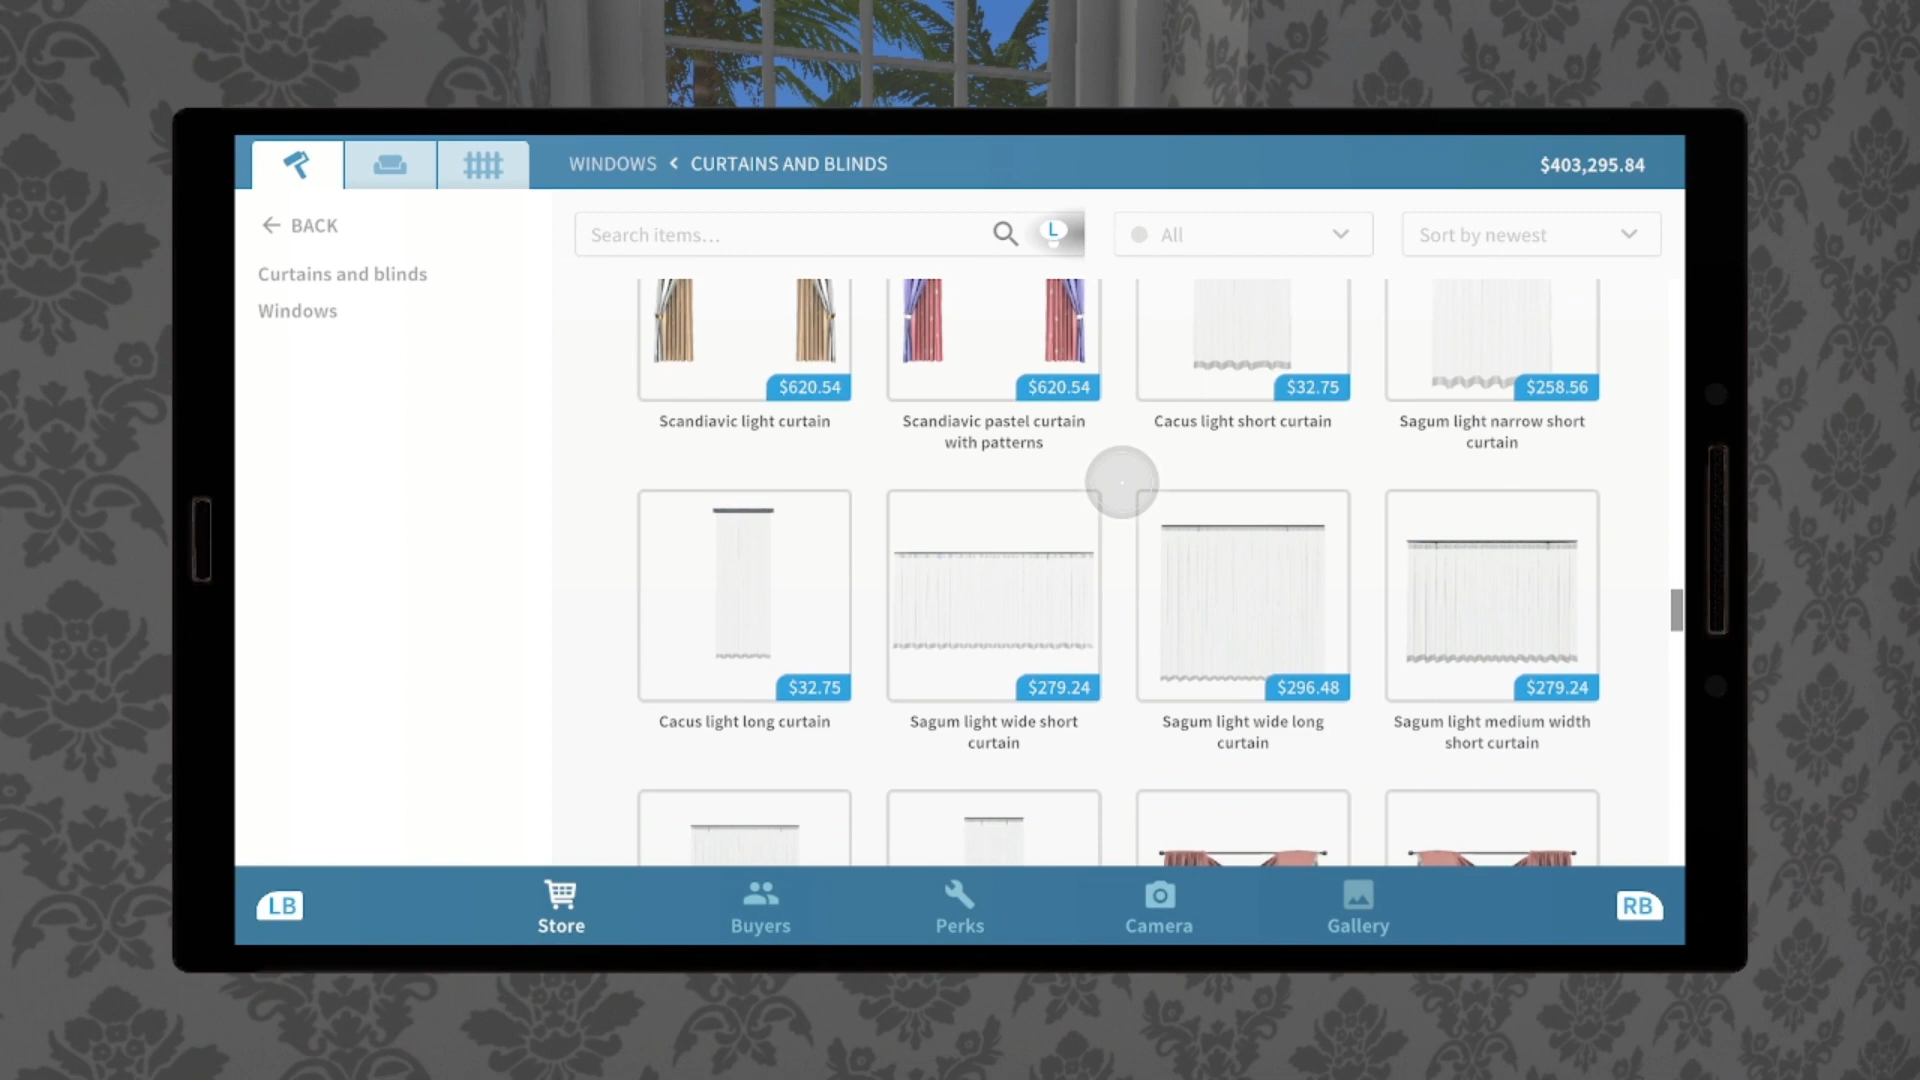 WINDOWS < CURTAINS AND BLINDS
$403,295.84
BACK
Curtains and blinds
Windows
Search items...
L
All
Sort by newest
$620.54
$620.54
$32.75
$258.56
Scandiavic light curtain
Scandiavic pastel curtain
with patterns
Cacus light short curtain
Sagum light narrow short
curtain
$32.75
$279.24
$296.48
$279.24
Cacus light long curtain
Sagum light wide short
curtain
Sagum light wide long
curtain
Sagum light medium width
short curtain
LB
Store
Buyers
Perks
Camera
Gallery
RB